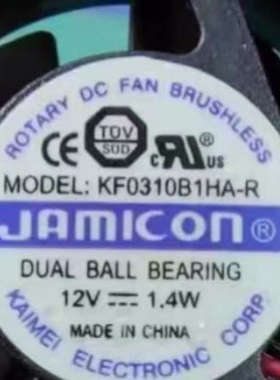 ROTARY DC FAN BRUSHLESS
CE TÜV SÜD c RU ® US
MODEL: KF0310B1HA-R
JAMICON®
DUAL BALL BEARING
12V ⎓ 1.4W
MADE IN CHINA
KAIMEI ELECTRONIC CORP.